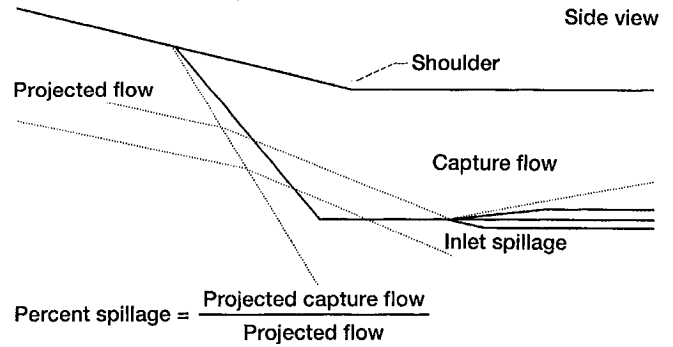 Side view
Shoulder
Projected flow
Capture flow
Inlet spillage
Percent spillage = Projected capture flow
Projected flow